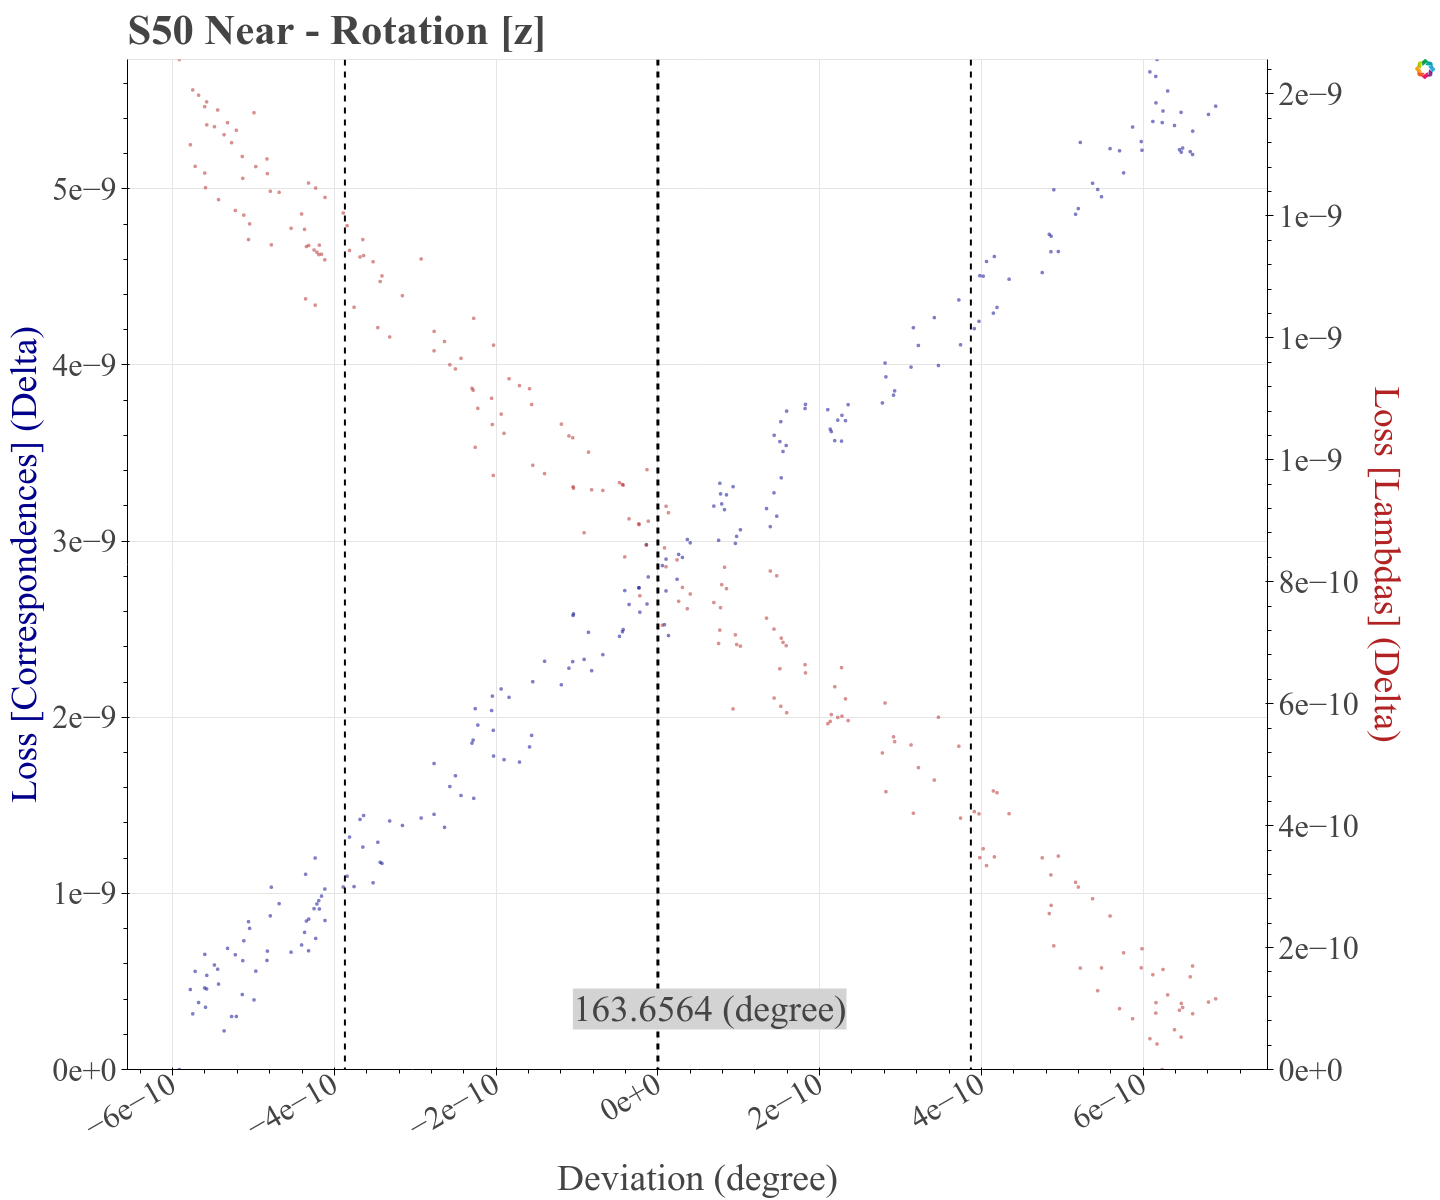 S50 Near - Rotation [z]
5e−9
4e−9
3e−9
2e−9
1e−9
0e+0
Loss [Correspondences] (Delta)
2e−9
1e−9
1e−9
1e−9
8e−10
6e−10
4e−10
2e−10
0e+0
Loss [Lambdas] (Delta)
163.6564 (degree)
−6e−10
−4e−10
−2e−10
0e+0
2e−10
4e−10
6e−10
Deviation (degree)